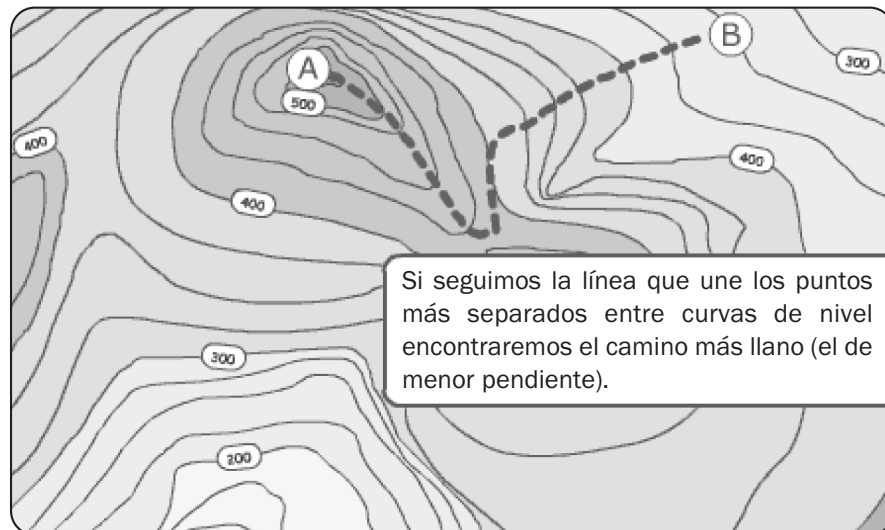 A
B
300
500
400
400
400
Si seguimos la línea que une los puntos
más separados entre curvas de nivel
encontraremos el camino más llano (el de
menor pendiente).
300
200